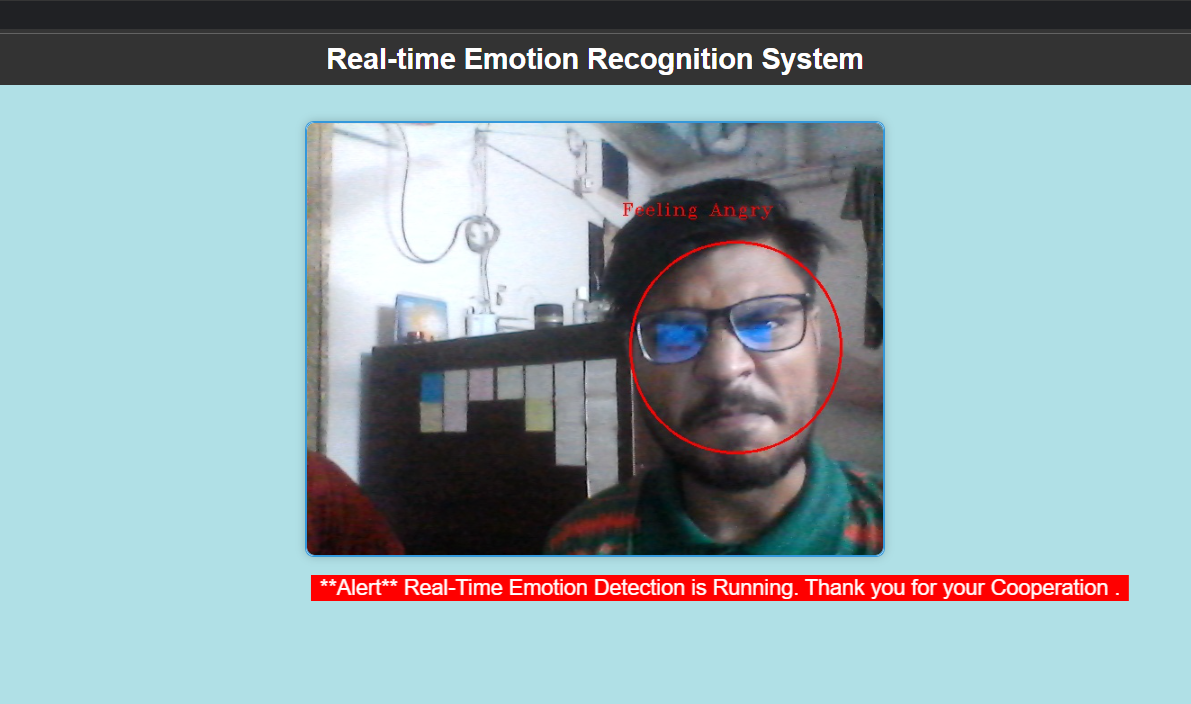 Real-time Emotion Recognition System
Feeling Angry
**Alert** Real-Time Emotion Detection is Running. Thank you for your Cooperation .